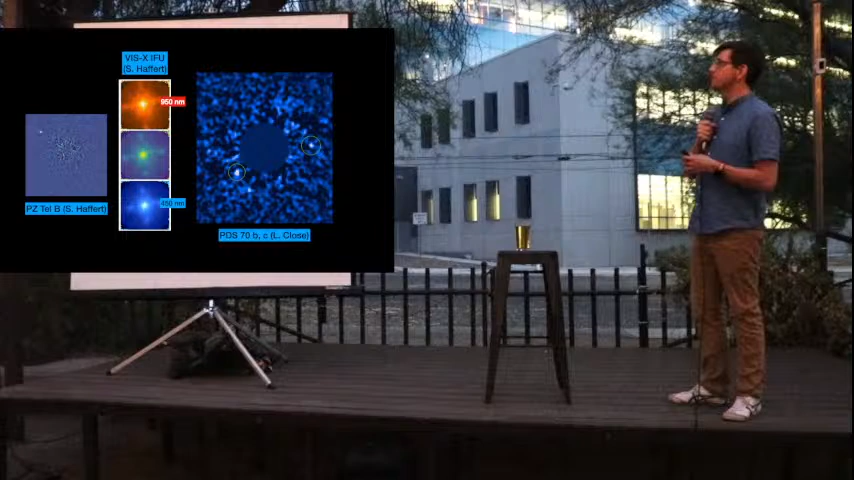 VIS-X IFU
(S. Haffert)
950 nm
450 nm
PZ Tel B (S. Haffert)
PDS 70 b, c (L. Close)